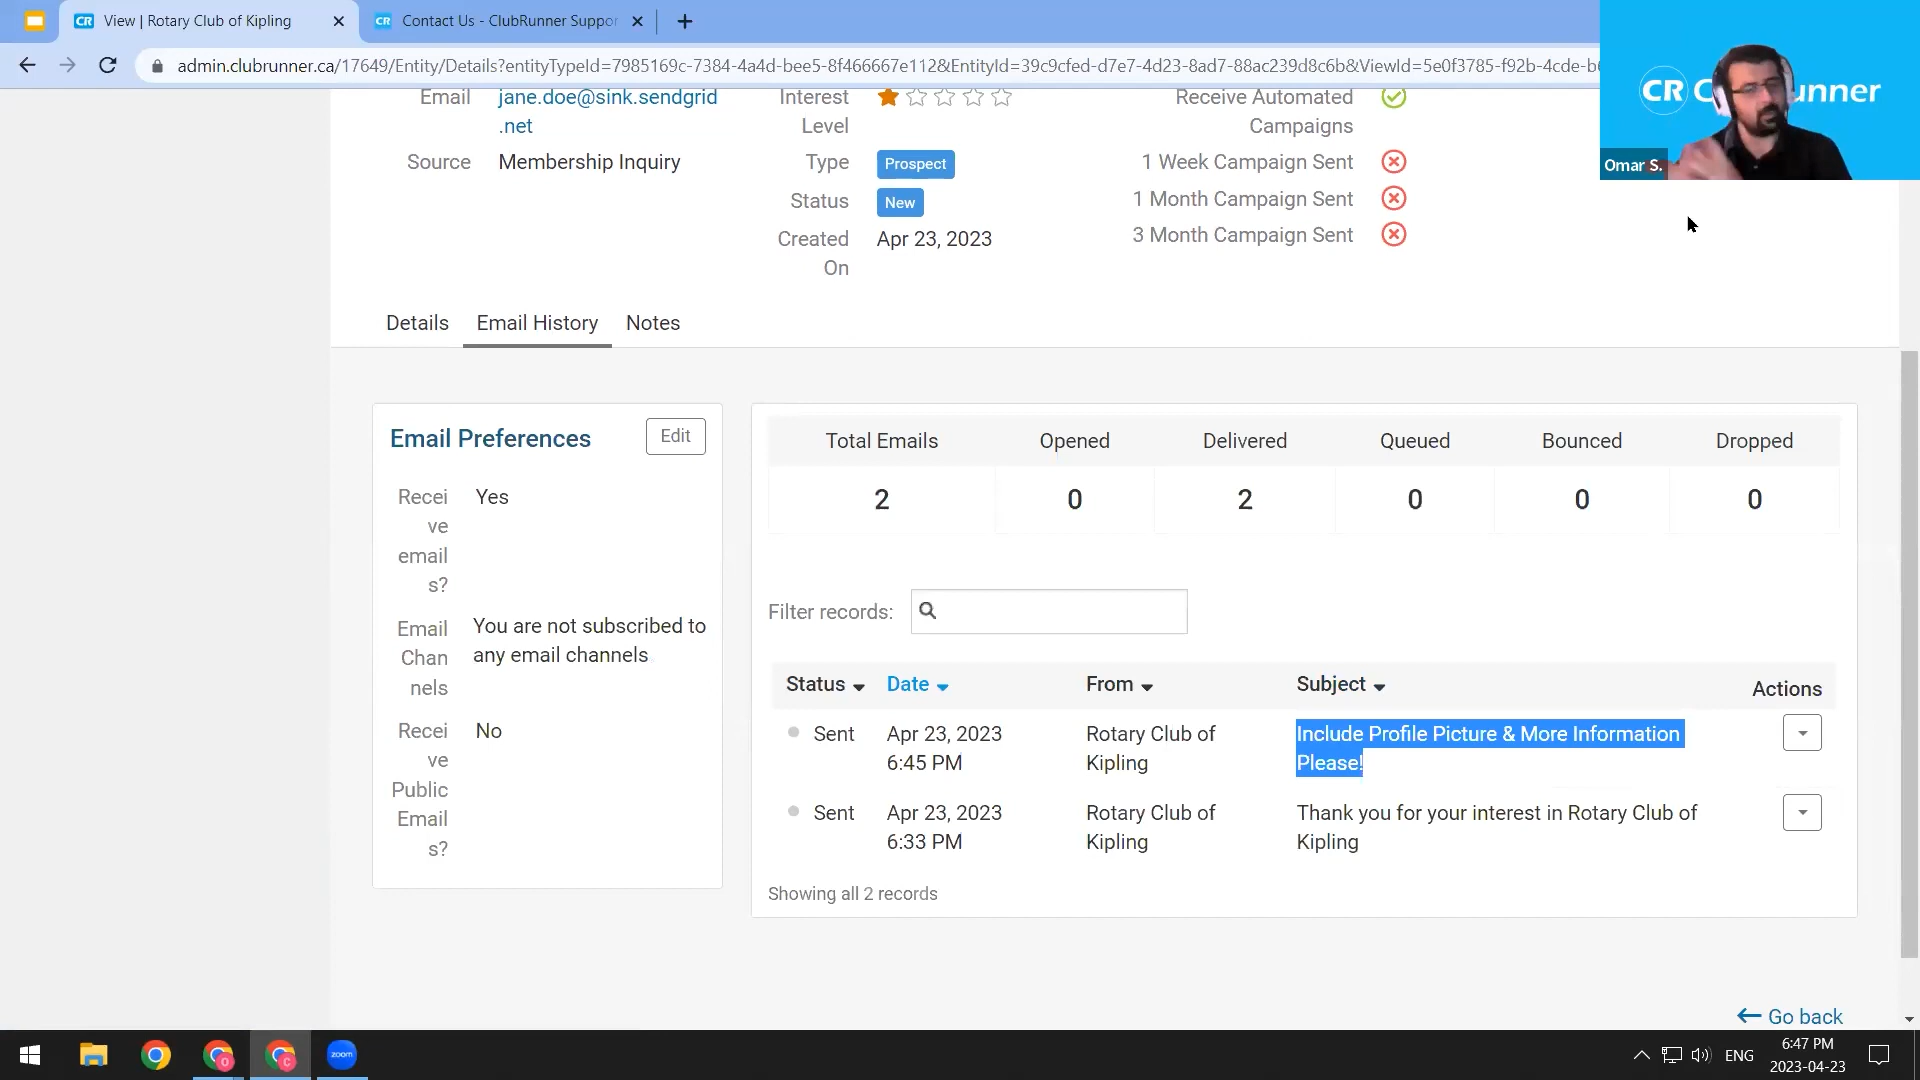 View | Rotary Club of Kipling
Contact Us - ClubRunner Suppor
admin.clubrunner.ca/17649/Entity/Details?entityTypeId=7985169c-7384-4a4d-bee5-8f466667e112&EntityId=39c9cfed-d7e7-4d23-8ad7-88ac239d8c6b&ViewId=5e0f3785-f92b-4cde-b
CR C unner
Omar S.
Email
jane.doe@sink.sendgrid
.net
Source
Membership Inquiry
Interest
Level
Type
Prospect
Status
New
Created
On
Apr 23, 2023
Receive Automated
Campaigns
1 Week Campaign Sent
1 Month Campaign Sent
3 Month Campaign Sent
Details
Email History
Notes
Email Preferences
Edit
Recei
ve
email
s?
Yes
Email
Chan
nels
You are not subscribed to
any email channels
Recei
ve
Public
Email
s?
No
Total Emails
Opened
Delivered
Queued
Bounced
Dropped
2
0
2
0
0
0
Filter records:
Status
Date
From
Subject
Actions
Sent
Apr 23, 2023
6:45 PM
Rotary Club of
Kipling
Include Profile Picture & More Information
Please!
Sent
Apr 23, 2023
6:33 PM
Rotary Club of
Kipling
Thank you for your interest in Rotary Club of
Kipling
Showing all 2 records
Go back
zoom
ENG
6:47 PM
2023-04-23